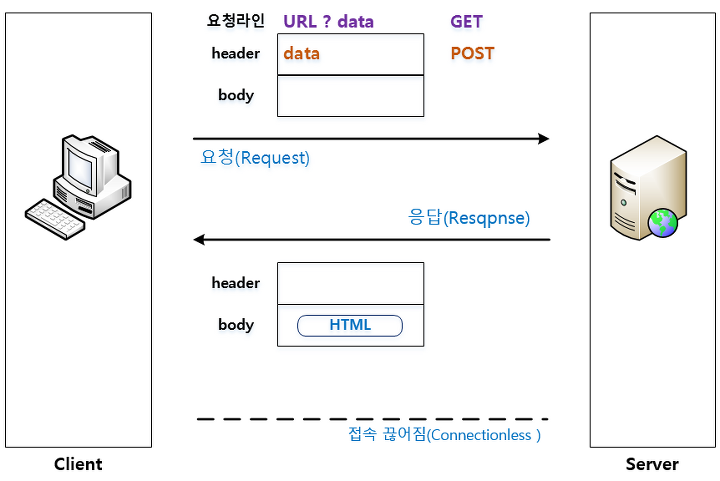 요청라인 URL ? data GET
header data POST
body
요청(Request)
응답(Resqpnse)
header
body HTML
접속 끊어짐(Connectionless )
Client Server